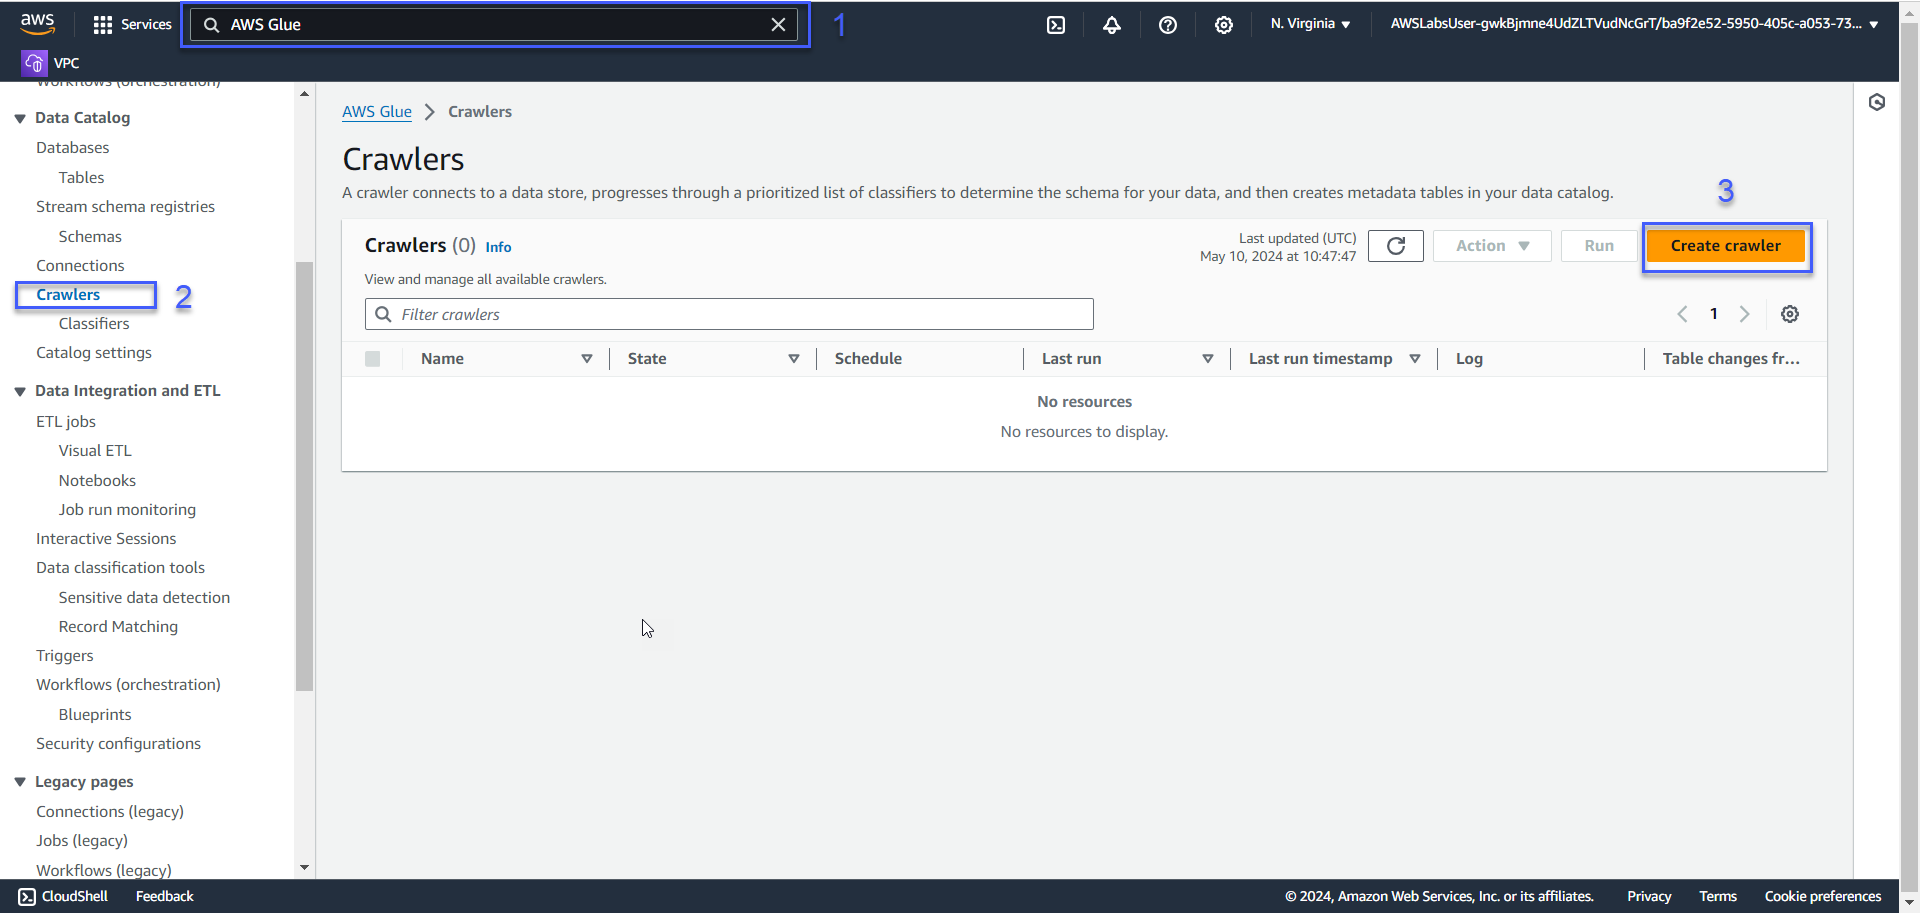 aws
Services
AWS Glue
1
N. Virginia
AWSLabsUser-gwkBjmne4UdZLTVudNcGrT/ba9f2e52-5950-405c-a053-73...
VPC
Workflows (orchestration)
Data Catalog
Databases
Tables
Stream schema registries
Schemas
Connections
Crawlers
2
Classifiers
Catalog settings
Data Integration and ETL
ETL jobs
Visual ETL
Notebooks
Job run monitoring
Interactive Sessions
Data classification tools
Sensitive data detection
Record Matching
Triggers
Workflows (orchestration)
Blueprints
Security configurations
Legacy pages
Connections (legacy)
Jobs (legacy)
Workflows (legacy)
AWS Glue > Crawlers
Crawlers
A crawler connects to a data store, progresses through a prioritized list of classifiers to determine the schema for your data, and then creates metadata tables in your data catalog.
3
Crawlers (0) Info
Last updated (UTC)
May 10, 2024 at 10:47:47
Action
Run
Create crawler
View and manage all available crawlers.
Filter crawlers
1
Name State Schedule Last run Last run timestamp Log Table changes fr...
No resources
No resources to display.
CloudShell
Feedback
© 2024, Amazon Web Services, Inc. or its affiliates.
Privacy
Terms
Cookie preferences